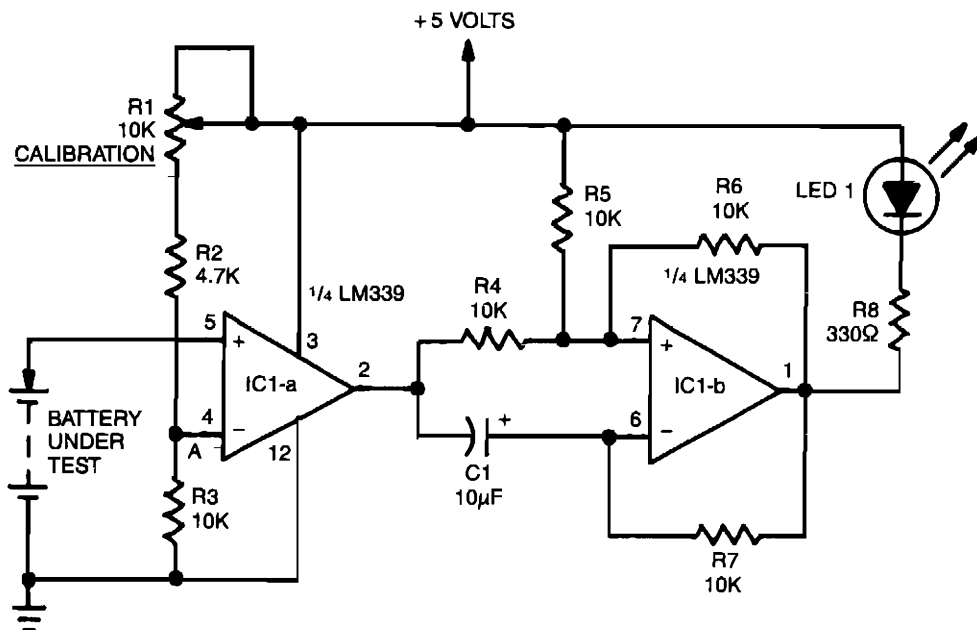 + 5 VOLTS
R1
10K
CALIBRATION
R2
4.7K
1/4 LM339
5
+
3
IC1-a
2
4
−
A
12
BATTERY
UNDER
TEST
R3
10K
R4
10K
+
C1
10µF
R5
10K
R6
10K
1/4 LM339
7
+
IC1-b
1
6
−
R7
10K
LED 1
R8
330Ω